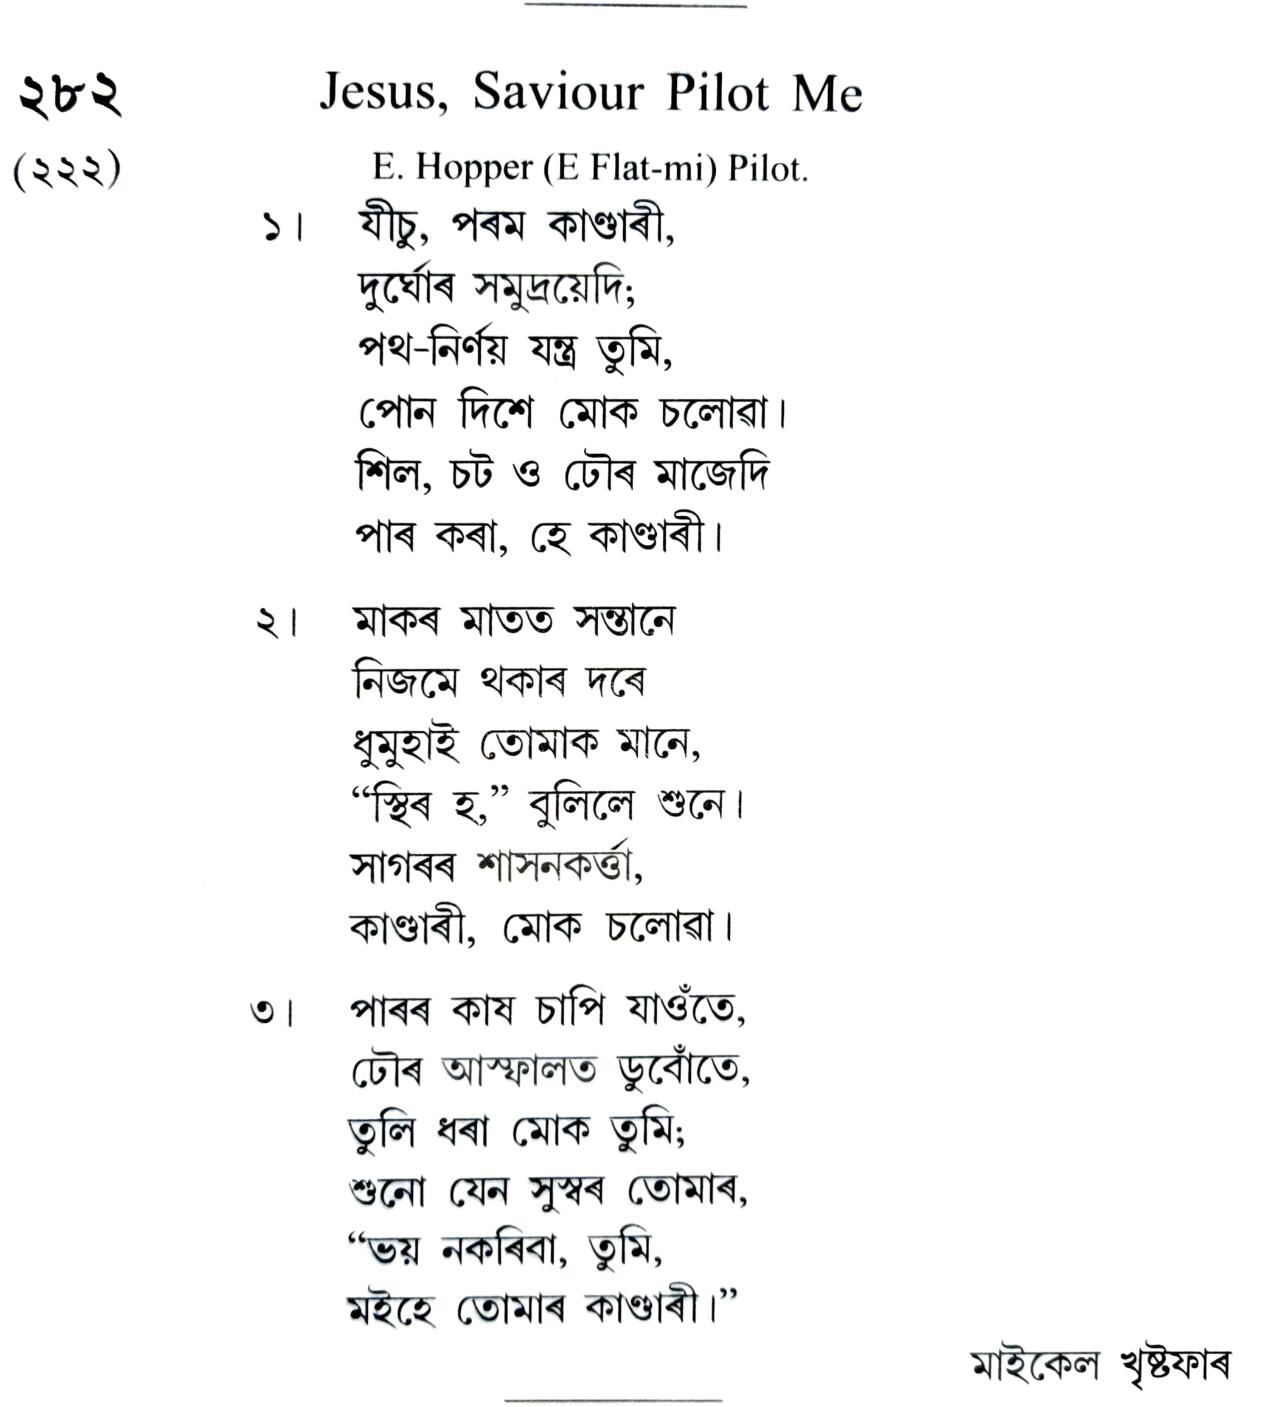 ২৮২ Jesus, Saviour Pilot Me
(২২২) E. Hopper (E Flat-mi) Pilot.
১। যীচু, পৰম কাণ্ডাৰী,
দুৰ্ঘোৰ সমুদ্ৰয়েদি;
পথ-নিৰ্ণয় যন্ত্ৰ তুমি,
পোন দিশে মোক চলোৱা।
শিল, চট ও ঢৌৰ মাজেদি
পাৰ কৰা, হে কাণ্ডাৰী।
২। মাকৰ মাতত সন্তানে
নিজমে থকাৰ দৰে
ধুমুহাই তোমাক মানে,
“স্থিৰ হ,” বুলিলে শুনে।
সাগৰৰ শাসনকৰ্ত্তা,
কাণ্ডাৰী, মোক চলোৱা।
৩। পাৰৰ কাষ চাপি যাওঁতে,
ঢৌৰ আস্ফালত ডুবোঁতে,
তুলি ধৰা মোক তুমি;
শুনো যেন সুস্বৰ তোমাৰ,
“ভয় নকৰিবা, তুমি,
মইহে তোমাৰ কাণ্ডাৰী।”
মাইকেল খৃষ্টফাৰ